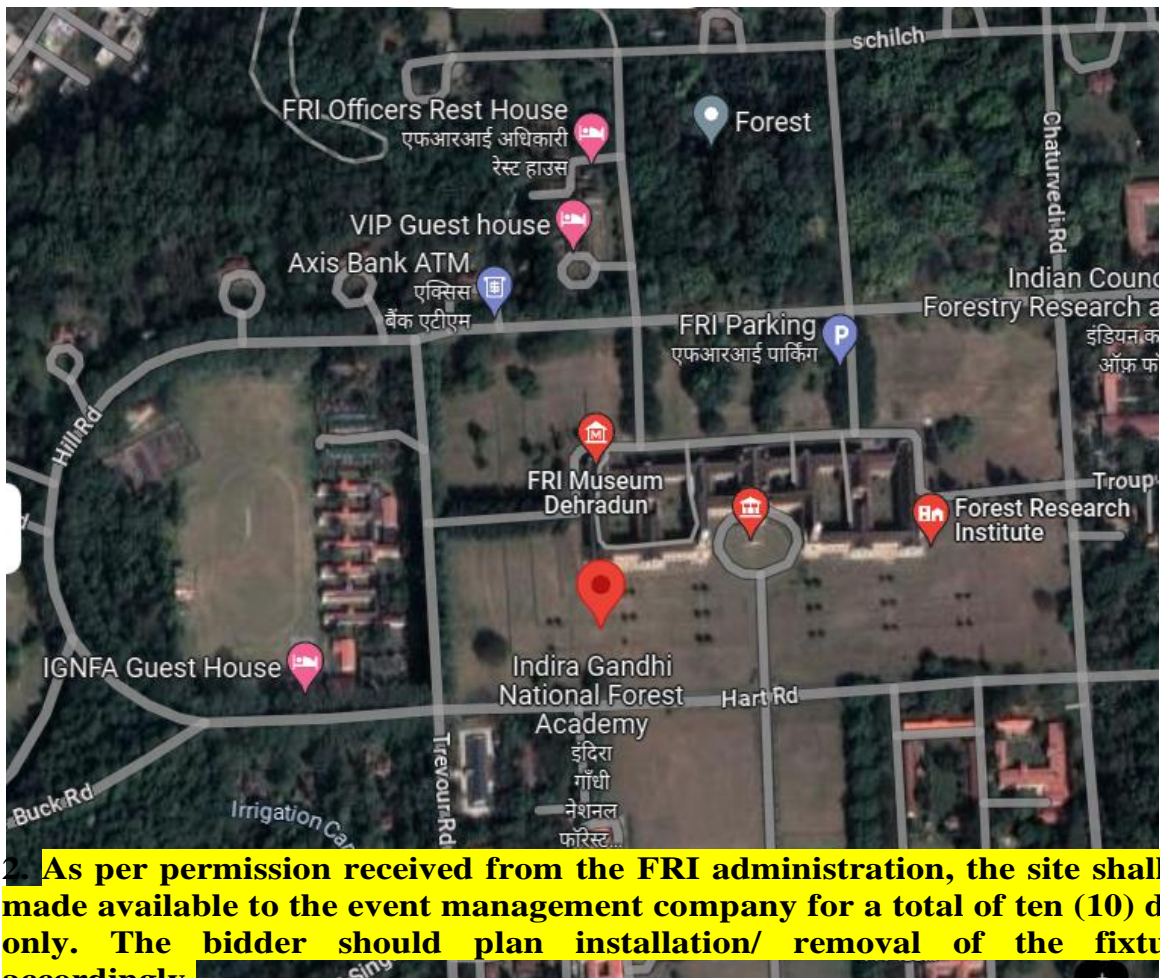 schilch
FRI Officers Rest House
एफआरआई अधिकारी
रेस्ट हाउस
Forest
Chaturvedi Rd
VIP Guest house
Axis Bank ATM
एक्सिस
बैंक एटीएम
Indian Counc
Forestry Research a
इंडियन क
ऑफ़ फॉ
FRI Parking
एफआरआई पार्किंग
P
Hill Rd
M
FRI Museum
Dehradun
Troup
Forest Research
Institute
IGNFA Guest House
Indira Gandhi
National Forest
Academy
इंदिरा
गाँधी
नेशनल
फॉरेस्ट...
Hart Rd
Trevour Rd
Buck Rd
Irrigation Ca
2. As per permission received from the FRI administration, the site shall
made available to the event management company for a total of ten (10) d
only. The bidder should plan installation/ removal of the fixtu
accordingly.
Sing